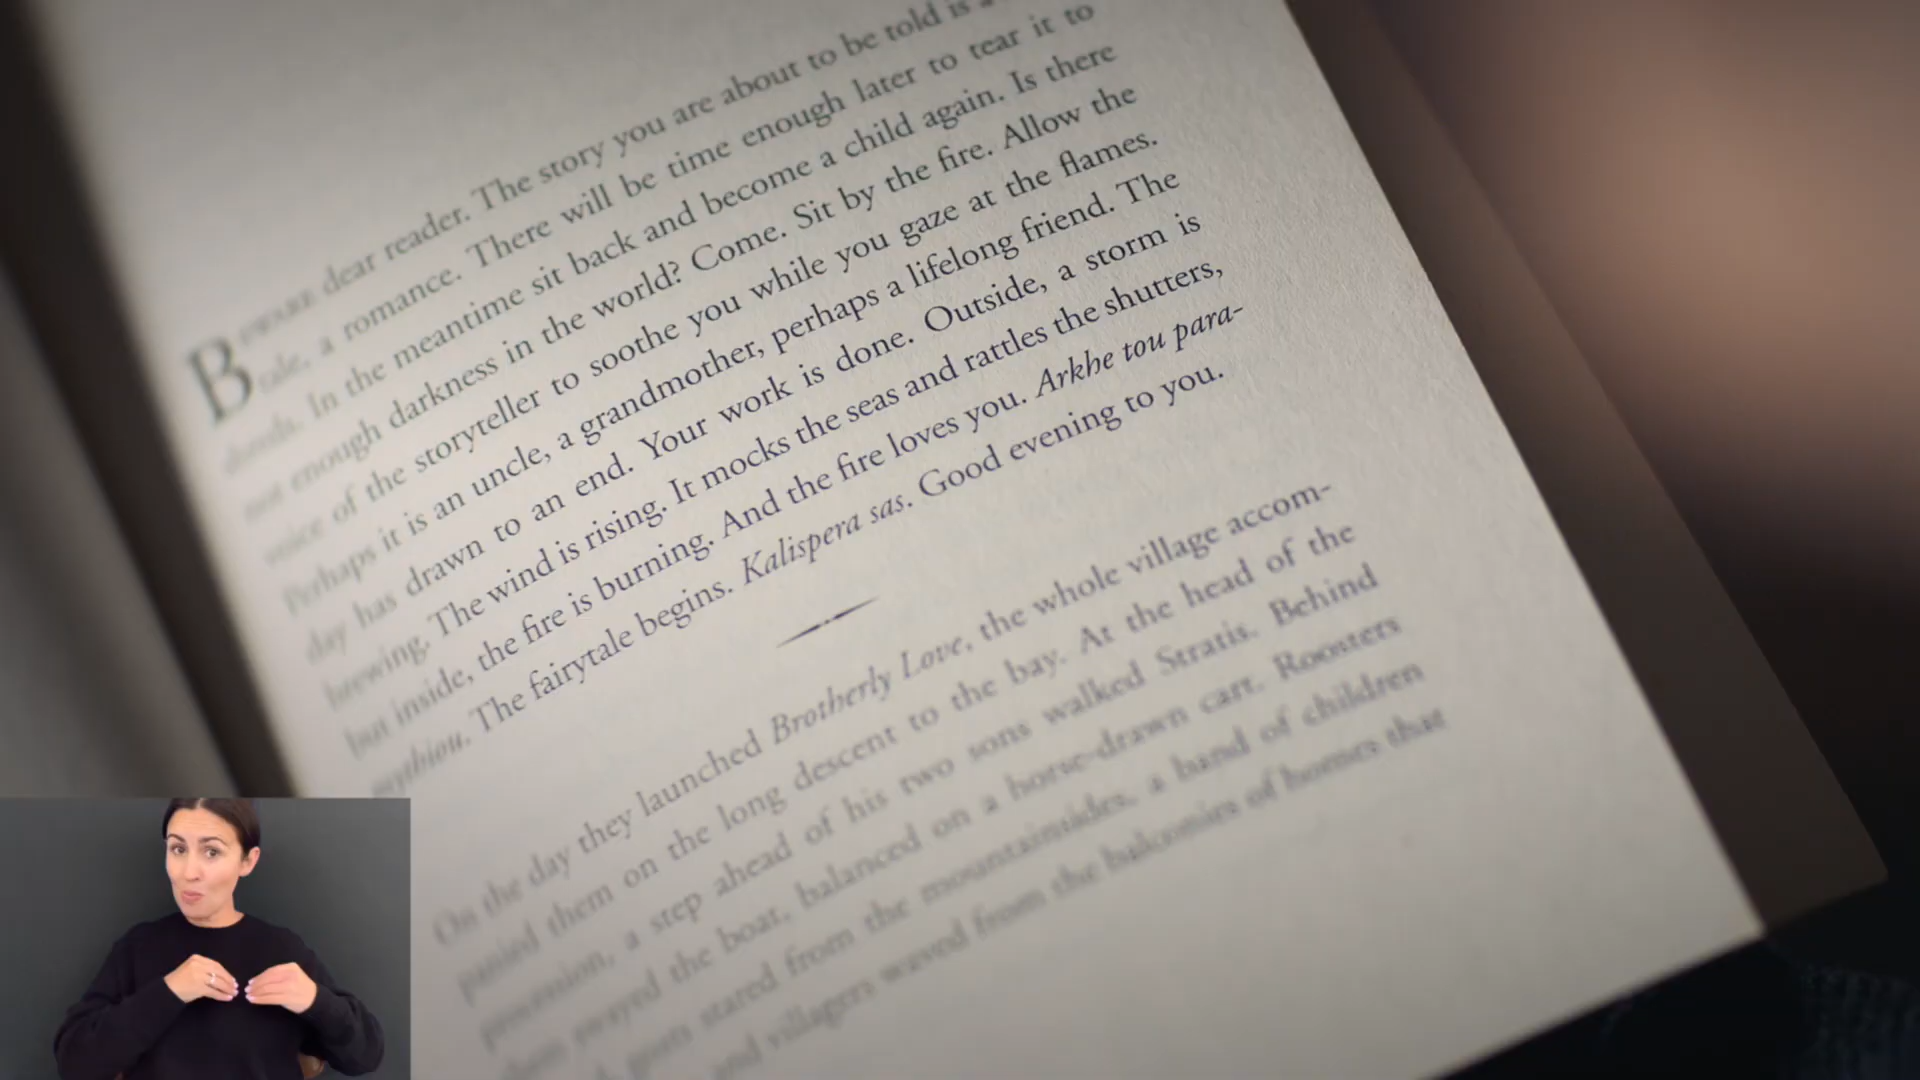 Beware dear reader. The story you are about to be told is a
tale, a romance. There will be time enough later to tear it to
shreds. In the meantime sit back and become a child again. Is there
not enough darkness in the world? Come. Sit by the fire. Allow the
voice of the storyteller to soothe you while you gaze at the flames.
Perhaps it is an uncle, a grandmother, perhaps a lifelong friend. The
day has drawn to an end. Your work is done. Outside, a storm is
brewing. The wind is rising. It mocks the seas and rattles the shutters,
but inside, the fire is burning. And the fire loves you. Arkhe tou para-
mythiou. The fairytale begins. Kalispera sas. Good evening to you.
On the day they launched Brotherly Love, the whole village accom-
panied them on the long descent to the bay. At the head of the
procession, a step ahead of his two sons walked Stratis. Behind
them swayed the boat, balanced on a horse-drawn cart. Roosters
goats stared from the mountainsides, a band of children
and villagers waved from the balconies of homes that